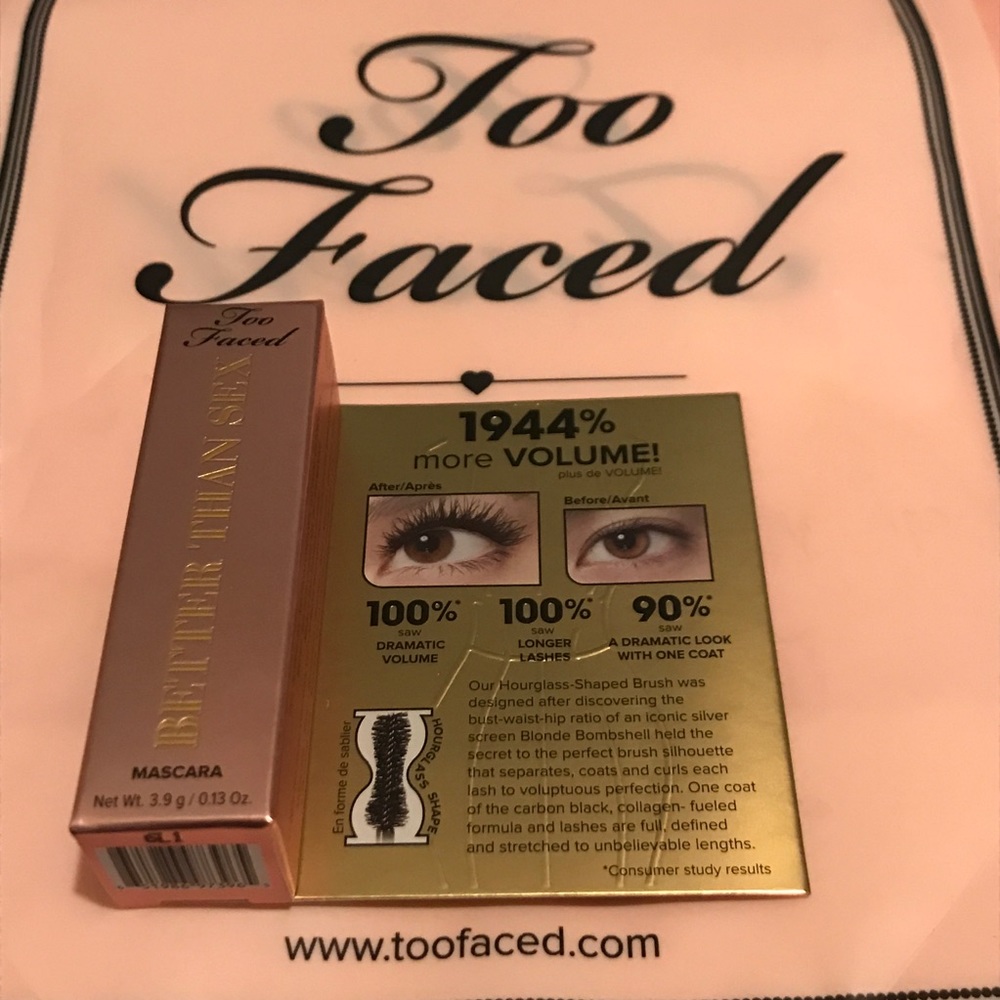 Too
Faced
Too
Faced
BETTER THAN SEX
MASCARA
Net Wt. 3.9 g / 0.13 Oz.
6L1
1944%
more VOLUME!
plus de VOLUME!
After/Après
Before/Avant
100%* 100%* 90%*
saw saw saw
DRAMATIC LONGER A DRAMATIC LOOK
VOLUME LASHES WITH ONE COAT
Our Hourglass-Shaped Brush was
designed after discovering the
bust-waist-hip ratio of an iconic silver
screen Blonde Bombshell held the
secret to the perfect brush silhouette
that separates, coats and curls each
lash to voluptuous perfection. One coat
of the carbon black, collagen- fueled
formula and lashes are full, defined
and stretched to unbelievable lengths.
En forme de sablier
HOURGLASS SHAPE
*Consumer study results
www.toofaced.com